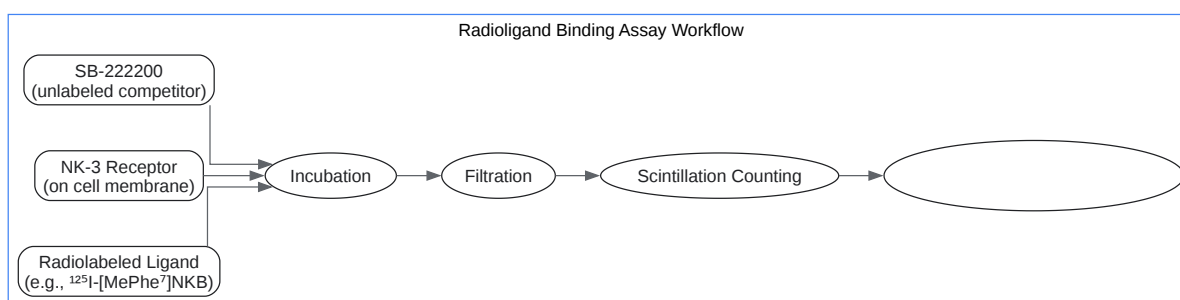 Radioligand Binding Assay Workflow
SB-222200
(unlabeled competitor)
NK-3 Receptor
(on cell membrane)
Incubation
Filtration
Scintillation Counting
Radiolabeled Ligand
(e.g., ¹²⁵I-[MePhe⁷]NKB)